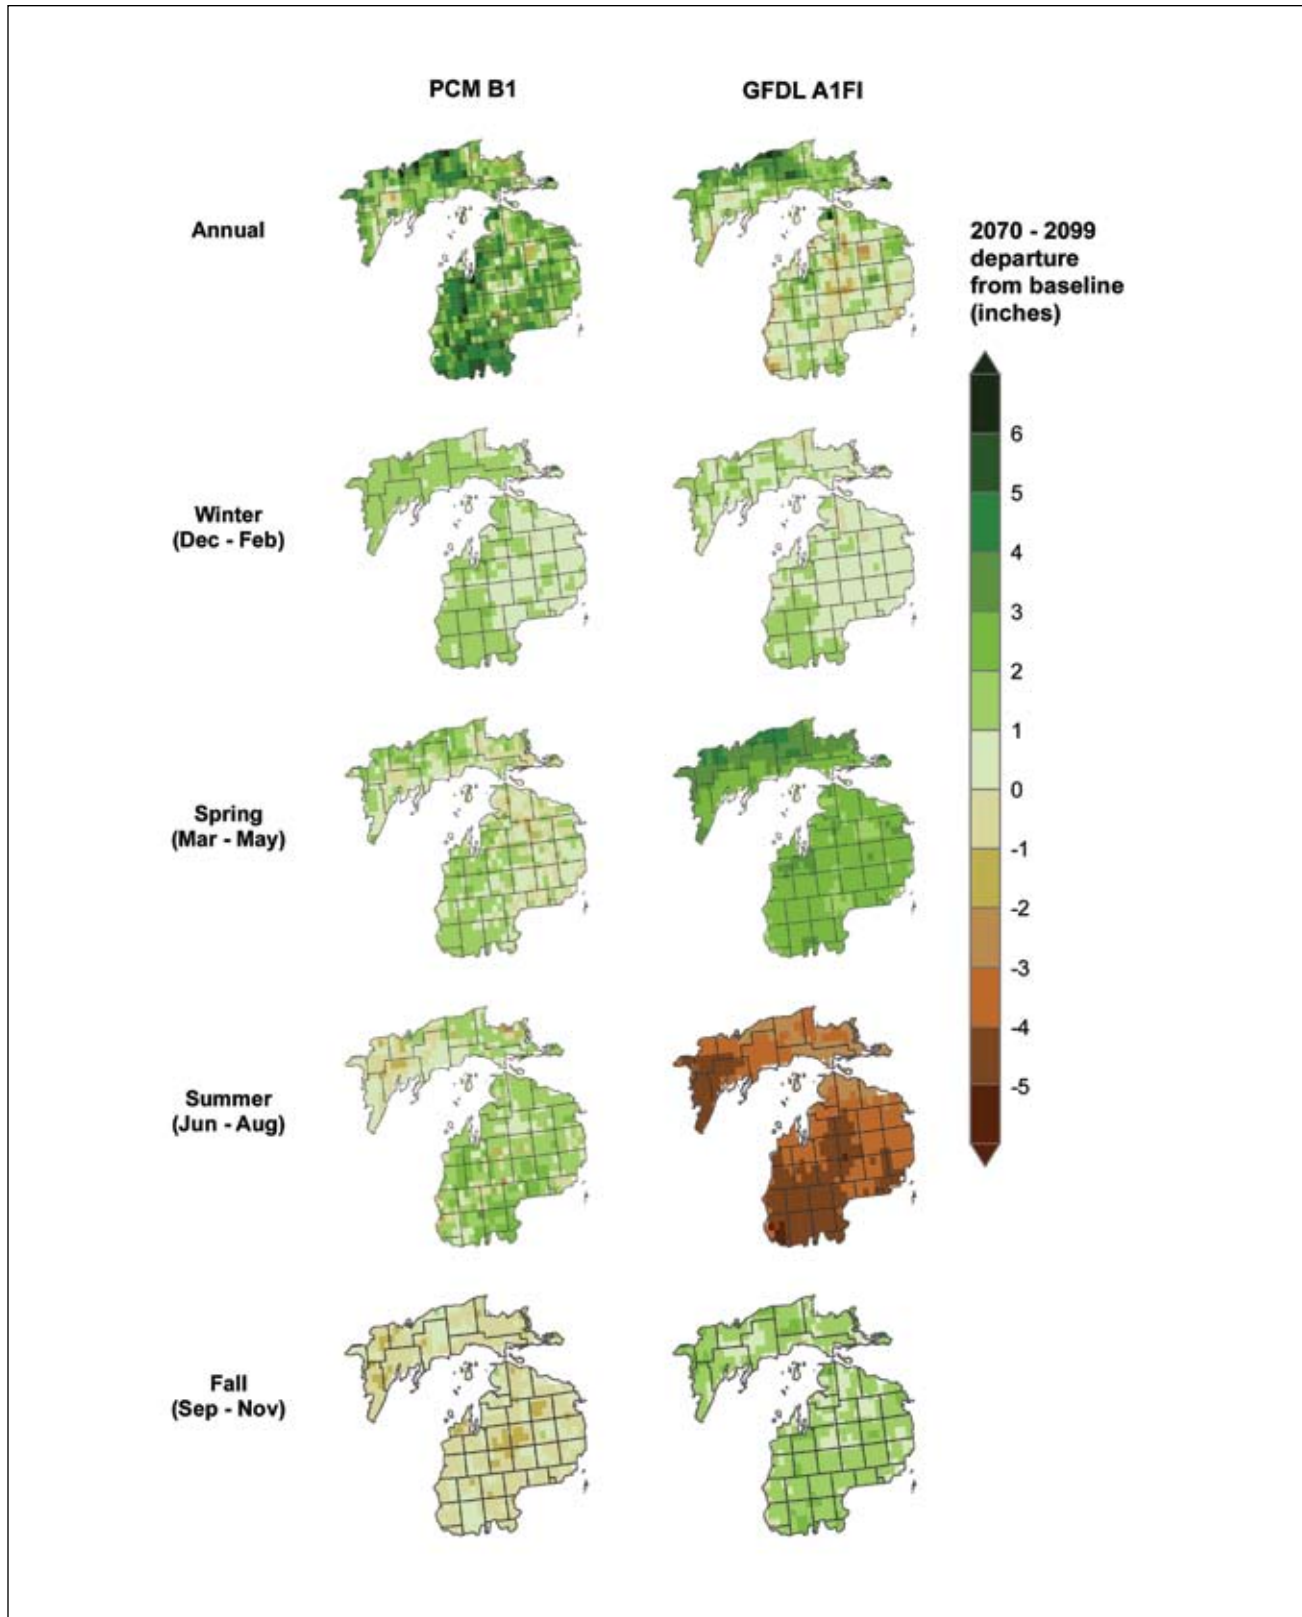 PCM B1
GFDL A1FI
Annual
2070 - 2099
departure
from baseline
(inches)
6
5
Winter
(Dec - Feb)
4
3
2
1
0
Spring
(Mar - May)
-1
-2
-3
-4
-5
Summer
(Jun - Aug)
Fall
(Sep - Nov)